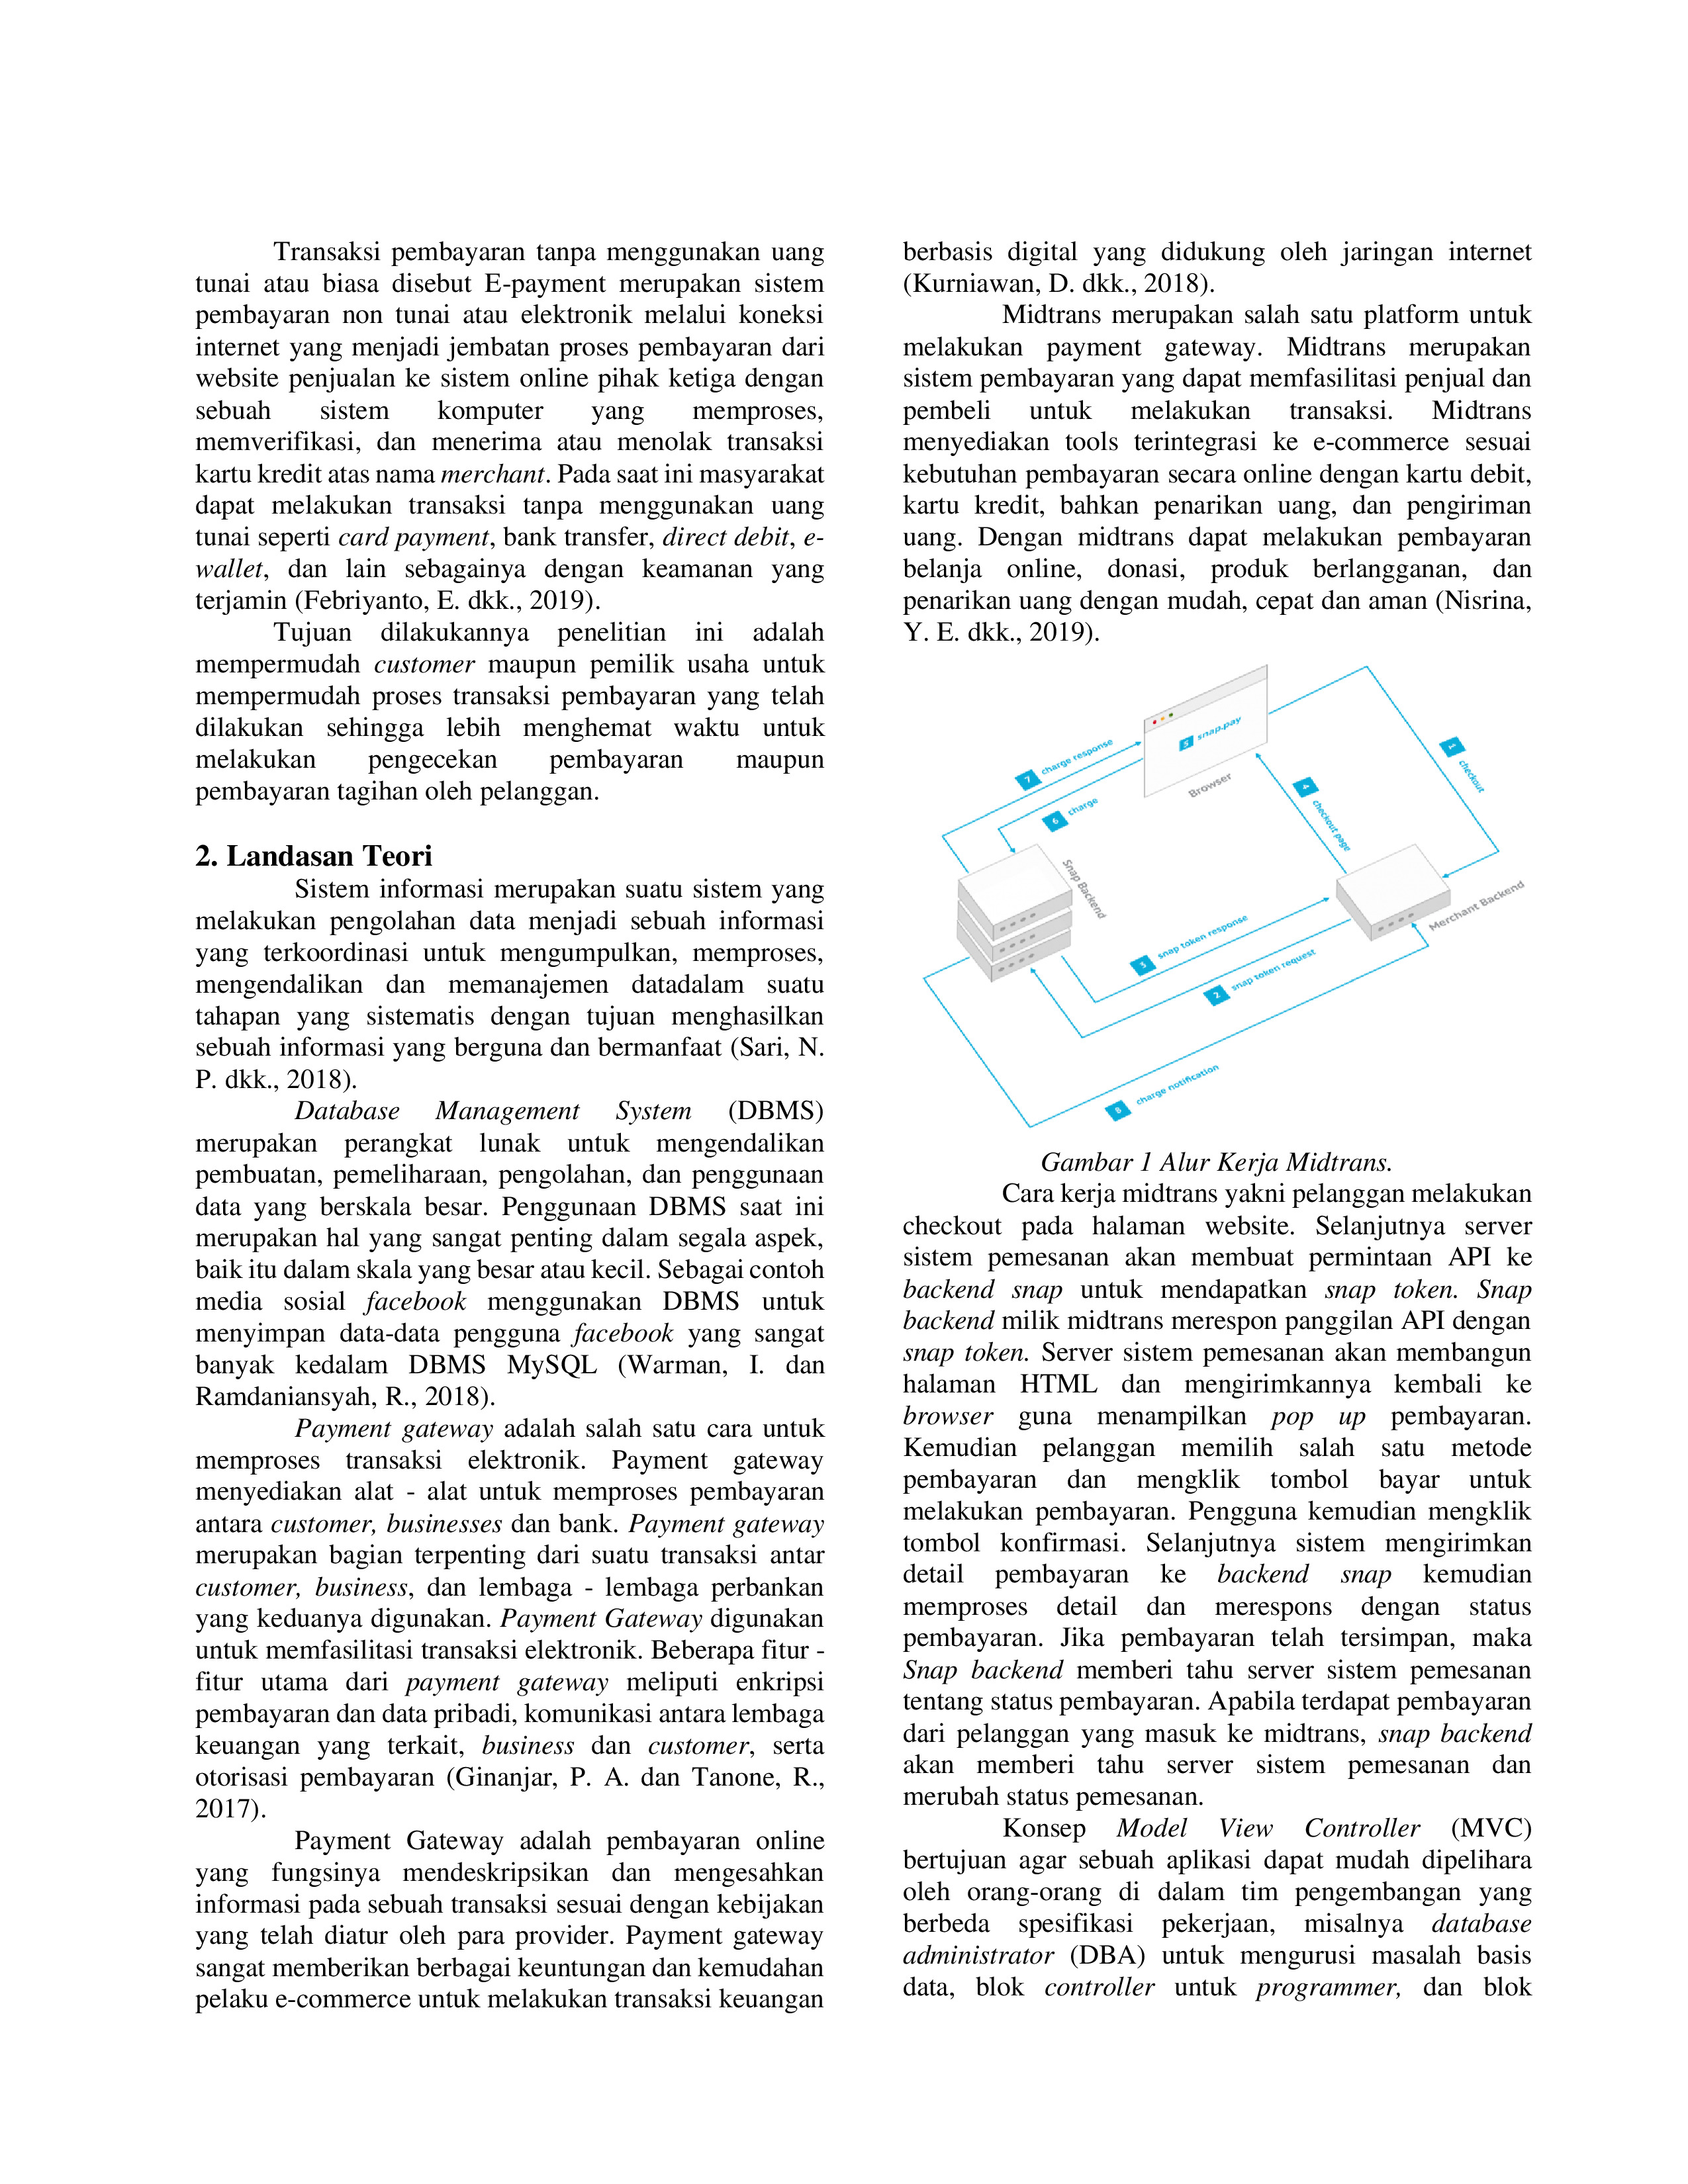 Transaksi pembayaran tanpa menggunakan uang
tunai atau biasa disebut E-payment merupakan sistem
pembayaran non tunai atau elektronik melalui koneksi
internet yang menjadi jembatan proses pembayaran dari
website penjualan ke sistem online pihak ketiga dengan
sebuah sistem komputer yang memproses,
memverifikasi, dan menerima atau menolak transaksi
kartu kredit atas nama merchant. Pada saat ini masyarakat
dapat melakukan transaksi tanpa menggunakan uang
tunai seperti card payment, bank transfer, direct debit, e-
wallet, dan lain sebagainya dengan keamanan yang
terjamin (Febriyanto, E. dkk., 2019).
Tujuan dilakukannya penelitian ini adalah
mempermudah customer maupun pemilik usaha untuk
mempermudah proses transaksi pembayaran yang telah
dilakukan sehingga lebih menghemat waktu untuk
melakukan pengecekan pembayaran maupun
pembayaran tagihan oleh pelanggan.
2. Landasan Teori
Sistem informasi merupakan suatu sistem yang
melakukan pengolahan data menjadi sebuah informasi
yang terkoordinasi untuk mengumpulkan, memproses,
mengendalikan dan memanajemen datadalam suatu
tahapan yang sistematis dengan tujuan menghasilkan
sebuah informasi yang berguna dan bermanfaat (Sari, N.
P. dkk., 2018).
Database Management System (DBMS)
merupakan perangkat lunak untuk mengendalikan
pembuatan, pemeliharaan, pengolahan, dan penggunaan
data yang berskala besar. Penggunaan DBMS saat ini
merupakan hal yang sangat penting dalam segala aspek,
baik itu dalam skala yang besar atau kecil. Sebagai contoh
media sosial facebook menggunakan DBMS untuk
menyimpan data-data pengguna facebook yang sangat
banyak kedalam DBMS MySQL (Warman, I. dan
Ramdaniansyah, R., 2018).
Payment gateway adalah salah satu cara untuk
memproses transaksi elektronik. Payment gateway
menyediakan alat - alat untuk memproses pembayaran
antara customer, businesses dan bank. Payment gateway
merupakan bagian terpenting dari suatu transaksi antar
customer, business, dan lembaga - lembaga perbankan
yang keduanya digunakan. Payment Gateway digunakan
untuk memfasilitasi transaksi elektronik. Beberapa fitur -
fitur utama dari payment gateway meliputi enkripsi
pembayaran dan data pribadi, komunikasi antara lembaga
keuangan yang terkait, business dan customer, serta
otorisasi pembayaran (Ginanjar, P. A. dan Tanone, R.,
2017).
Payment Gateway adalah pembayaran online
yang fungsinya mendeskripsikan dan mengesahkan
informasi pada sebuah transaksi sesuai dengan kebijakan
yang telah diatur oleh para provider. Payment gateway
sangat memberikan berbagai keuntungan dan kemudahan
pelaku e-commerce untuk melakukan transaksi keuangan
berbasis digital yang didukung oleh jaringan internet
(Kurniawan, D. dkk., 2018).
Midtrans merupakan salah satu platform untuk
melakukan payment gateway. Midtrans merupakan
sistem pembayaran yang dapat memfasilitasi penjual dan
pembeli untuk melakukan transaksi. Midtrans
menyediakan tools terintegrasi ke e-commerce sesuai
kebutuhan pembayaran secara online dengan kartu debit,
kartu kredit, bahkan penarikan uang, dan pengiriman
uang. Dengan midtrans dapat melakukan pembayaran
belanja online, donasi, produk berlangganan, dan
penarikan uang dengan mudah, cepat dan aman (Nisrina,
Y. E. dkk., 2019).
S snap.pay
Browser
1 checkout
7 charge response
6 charge
4 checkout page
Snap Backend
Merchant Backend
3 snap token response
2 snap token request
8 charge notification
Gambar 1 Alur Kerja Midtrans.
Cara kerja midtrans yakni pelanggan melakukan
checkout pada halaman website. Selanjutnya server
sistem pemesanan akan membuat permintaan API ke
backend snap untuk mendapatkan snap token. Snap
backend milik midtrans merespon panggilan API dengan
snap token. Server sistem pemesanan akan membangun
halaman HTML dan mengirimkannya kembali ke
browser guna menampilkan pop up pembayaran.
Kemudian pelanggan memilih salah satu metode
pembayaran dan mengklik tombol bayar untuk
melakukan pembayaran. Pengguna kemudian mengklik
tombol konfirmasi. Selanjutnya sistem mengirimkan
detail pembayaran ke backend snap kemudian
memproses detail dan merespons dengan status
pembayaran. Jika pembayaran telah tersimpan, maka
Snap backend memberi tahu server sistem pemesanan
tentang status pembayaran. Apabila terdapat pembayaran
dari pelanggan yang masuk ke midtrans, snap backend
akan memberi tahu server sistem pemesanan dan
merubah status pemesanan.
Konsep Model View Controller (MVC)
bertujuan agar sebuah aplikasi dapat mudah dipelihara
oleh orang-orang di dalam tim pengembangan yang
berbeda spesifikasi pekerjaan, misalnya database
administrator (DBA) untuk mengurusi masalah basis
data, blok controller untuk programmer, dan blok